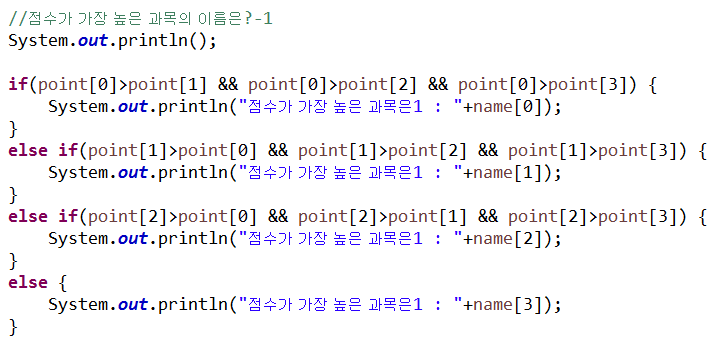 //점수가 가장 높은 과목의 이름은?-1
System.out.println();
if(point[0]>point[1] && point[0]>point[2] && point[0]>point[3]) {
System.out.println("점수가 가장 높은 과목은1 : "+name[0]);
}
else if(point[1]>point[0] && point[1]>point[2] && point[1]>point[3]) {
System.out.println("점수가 가장 높은 과목은1 : "+name[1]);
}
else if(point[2]>point[0] && point[2]>point[1] && point[2]>point[3]) {
System.out.println("점수가 가장 높은 과목은1 : "+name[2]);
}
else {
System.out.println("점수가 가장 높은 과목은1 : "+name[3]);
}